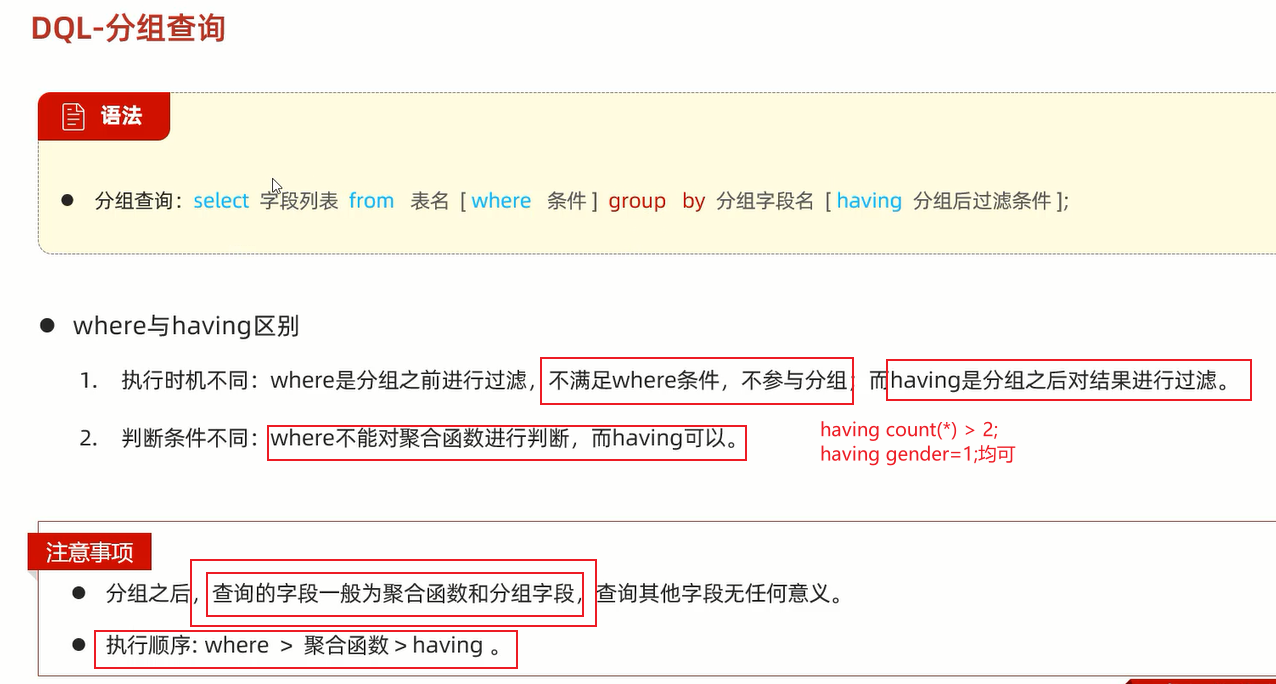 DQL-分组查询
语法
● 分组查询：select 字段列表 from 表名 [ where 条件 ] group by 分组字段名 [ having 分组后过滤条件 ];
● where与having区别
1. 执行时机不同：where是分组之前进行过滤，不满足where条件，不参与分组；而having是分组之后对结果进行过滤。
2. 判断条件不同：where不能对聚合函数进行判断，而having可以。
having count(*) > 2;
having gender=1;均可
注意事项
● 分组之后，查询的字段一般为聚合函数和分组字段，查询其他字段无任何意义。
● 执行顺序: where > 聚合函数 > having 。